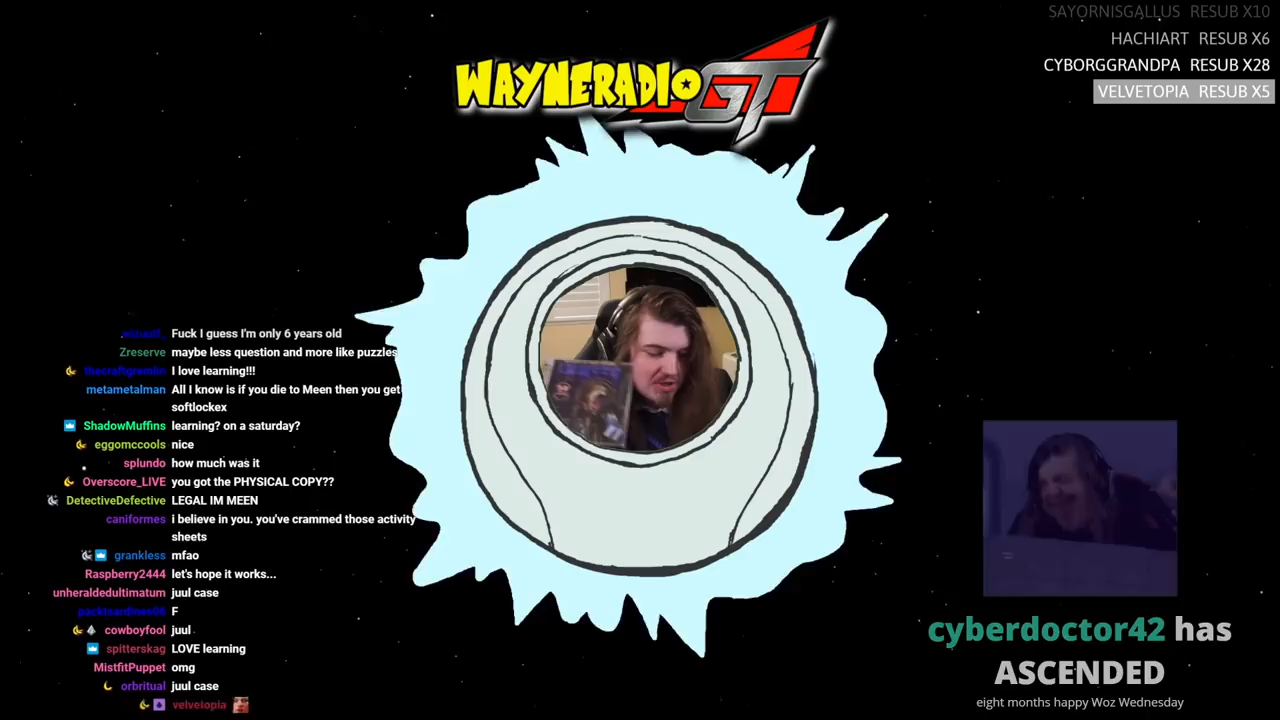 WAYNERADIO GT
SAYORNISGALLUS RESUB X10
HACHIART RESUB X6
CYBORGGRANDPA RESUB X28
VELVETOPIA RESUB X5
Fuck I guess I'm only 6 years old
Zreserve maybe less question and more like puzzles
thecraftgremlin I love learning!!!
metametalman All I know is if you die to Meen then you get
softlockex
ShadowMuffins learning? on a saturday?
eggomccools nice
splundo how much was it
Overscore_LIVE you got the PHYSICAL COPY??
DetectiveDefective LEGAL IM MEEN
caniformes i believe in you. you've crammed those activity
sheets
grankless mfao
Raspberry2444 let's hope it works...
unheraldedultimatum juul case
F
cowboyfool juul
spitterskag LOVE learning
MistfitPuppet omg
orbritual juul case
velvetopia
cyberdoctor42 has
ASCENDED
eight months happy Woz Wednesday